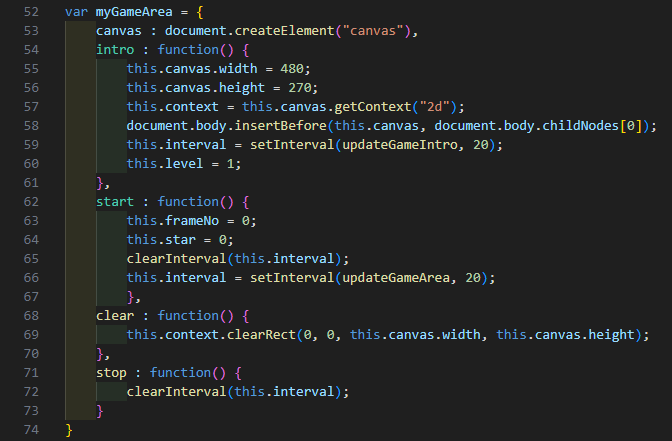 52 var myGameArea = {
53     canvas : document.createElement("canvas"),
54     intro : function() {
55         this.canvas.width = 480;
56         this.canvas.height = 270;
57         this.context = this.canvas.getContext("2d");
58         document.body.insertBefore(this.canvas, document.body.childNodes[0]);
59         this.interval = setInterval(updateGameIntro, 20);
60         this.level = 1;
61     },
62     start : function() {
63         this.frameNo = 0;
64         this.star = 0;
65         clearInterval(this.interval);
66         this.interval = setInterval(updateGameArea, 20);
67         },
68     clear : function() {
69         this.context.clearRect(0, 0, this.canvas.width, this.canvas.height);
70     },
71     stop : function() {
72         clearInterval(this.interval);
73     }
74 }